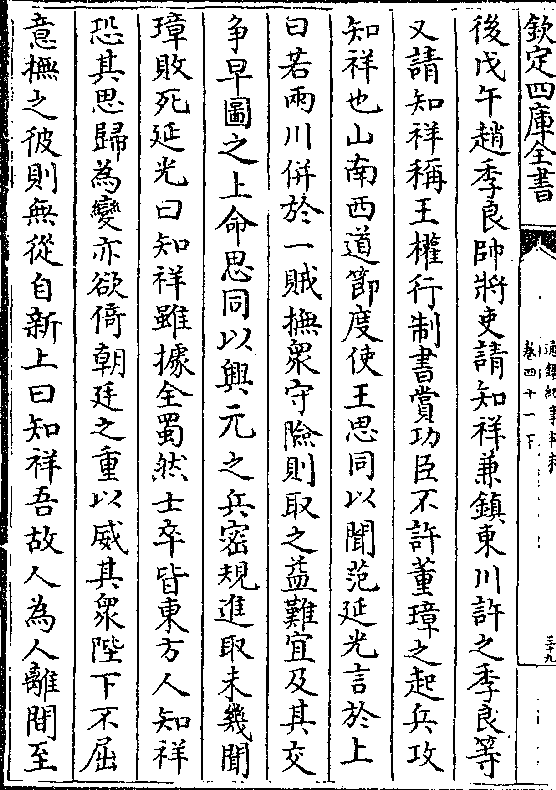 欽定四庫全書
卷四十一下
三十九
後戊午趙季良帥將吏請知祥兼鎮東川許之季良等
又請知祥稱王權行制書賞功臣不許董璋之起兵攻
知祥也山南西道節度使王思同以聞范延光言於上
曰若兩川併於一賊撫衆守險則取之益難宜及其交
争早圖之上命思同以興元之兵密規進取未幾聞
璋敗死延光曰知祥雖據全蜀然士卒皆東方人知祥
恐其思歸為變亦欲倚朝廷之重以威其衆陛下不屈
意撫之彼則無從自新上曰知祥吾故人為人離間至